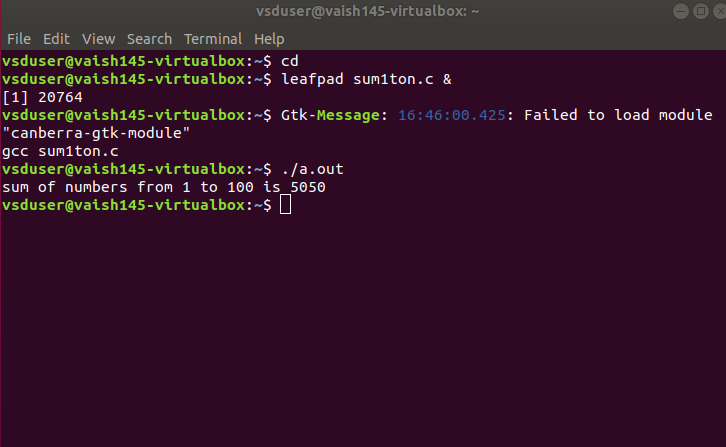 vsduser@vaish145-virtualbox: ~
File Edit View Search Terminal Help
vsduser@vaish145-virtualbox:~$ cd
vsduser@vaish145-virtualbox:~$ leafpad sum1ton.c &
[1] 20764
vsduser@vaish145-virtualbox:~$ Gtk-Message: 16:46:00.425: Failed to load module
"canberra-gtk-module"
gcc sum1ton.c
vsduser@vaish145-virtualbox:~$ ./a.out
sum of numbers from 1 to 100 is 5050
vsduser@vaish145-virtualbox:~$